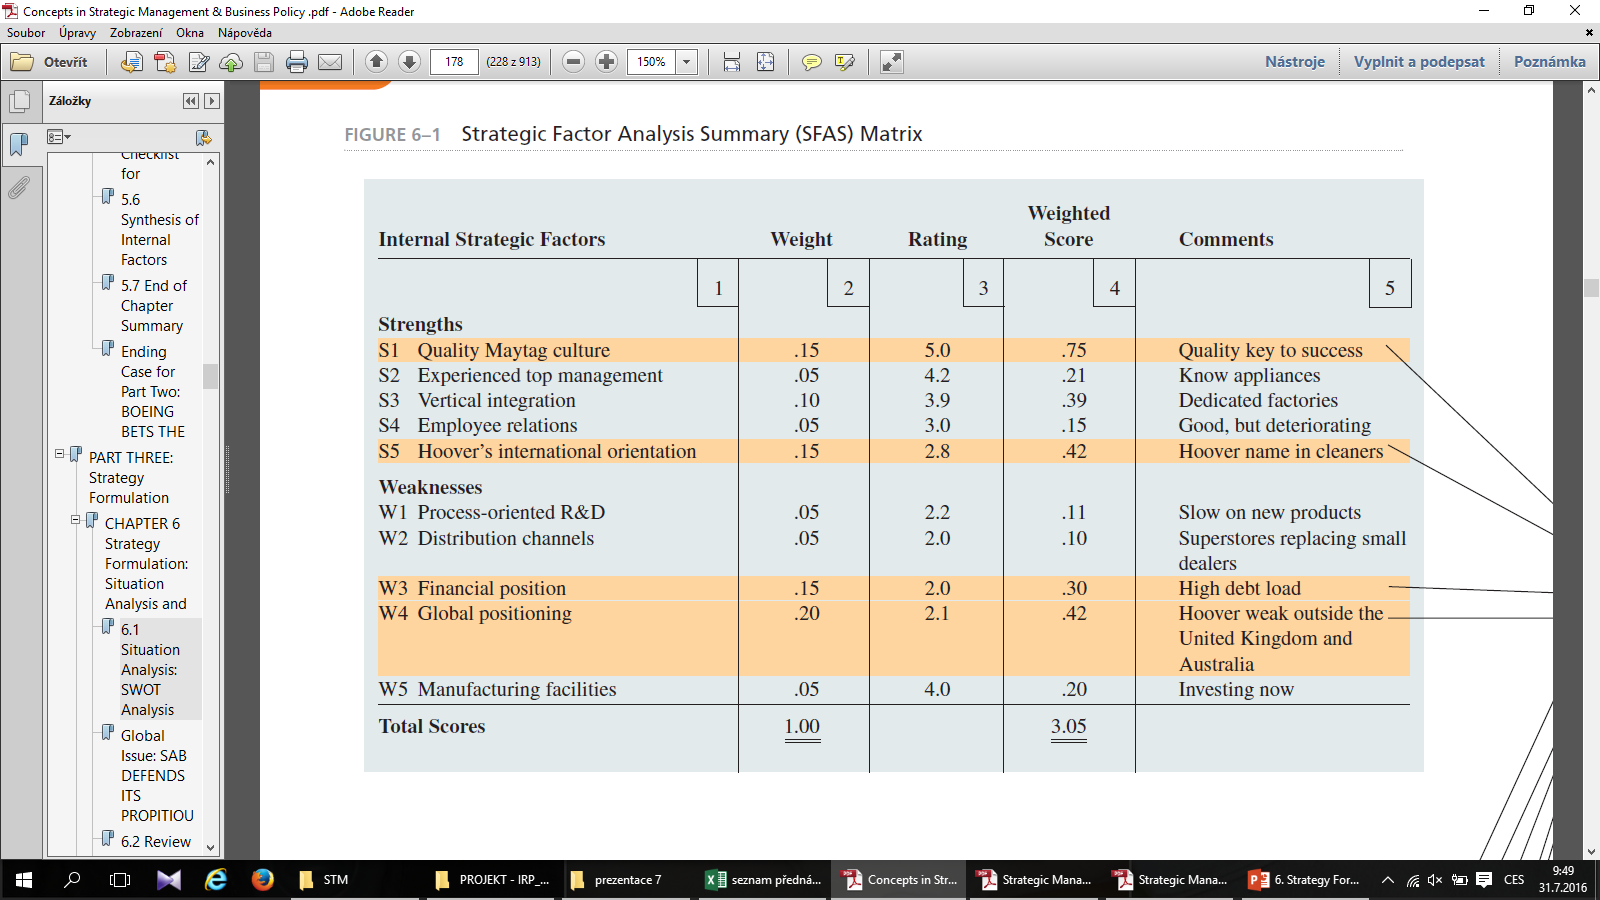 Concepts in Strategic Management & Business Policy .pdf - Adobe Reader
Soubor Úpravy Zobrazení Okna Nápověda
Otevřít 178 (228 z 913) 150% Nástroje Vyplnit a podepsat Poznámka
Záložky
Checklist
for
5.6
Synthesis of
Internal
Factors
5.7 End of
Chapter
Summary
Ending
Case for
Part Two:
BOEING
BETS THE
PART THREE:
Strategy
Formulation
CHAPTER 6
Strategy
Formulation:
Situation
Analysis and
6.1
Situation
Analysis:
SWOT
Analysis
Global
Issue: SAB
DEFENDS
ITS
PROPITIOU
6.2 Review
FIGURE 6–1 Strategic Factor Analysis Summary (SFAS) Matrix
Internal Strategic Factors Weight Rating Weighted Score Comments
1 2 3 4 5
Strengths
S1 Quality Maytag culture .15 5.0 .75 Quality key to success
S2 Experienced top management .05 4.2 .21 Know appliances
S3 Vertical integration .10 3.9 .39 Dedicated factories
S4 Employee relations .05 3.0 .15 Good, but deteriorating
S5 Hoover’s international orientation .15 2.8 .42 Hoover name in cleaners
Weaknesses
W1 Process-oriented R&D .05 2.2 .11 Slow on new products
W2 Distribution channels .05 2.0 .10 Superstores replacing small
dealers
W3 Financial position .15 2.0 .30 High debt load
W4 Global positioning .20 2.1 .42 Hoover weak outside the
United Kingdom and
Australia
W5 Manufacturing facilities .05 4.0 .20 Investing now
Total Scores 1.00 3.05
STM PROJEKT - IRP_... prezentace 7 seznam předná... Concepts in Str... Strategic Mana... Strategic Mana... 6. Strategy For... CES 9:49
31.7.2016